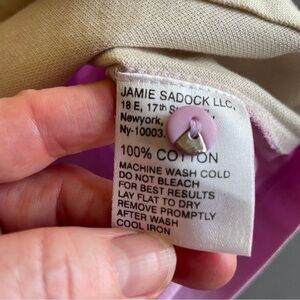 JAMIE SADOCK LLC,
18 E, 17th
Newyork,
Ny-10003.
100% COTTON
MACHINE WASH COLD
DO NOT BLEACH
FOR BEST RESULTS
LAY FLAT TO DRY
REMOVE PROMPTLY
AFTER WASH
COOL IRON